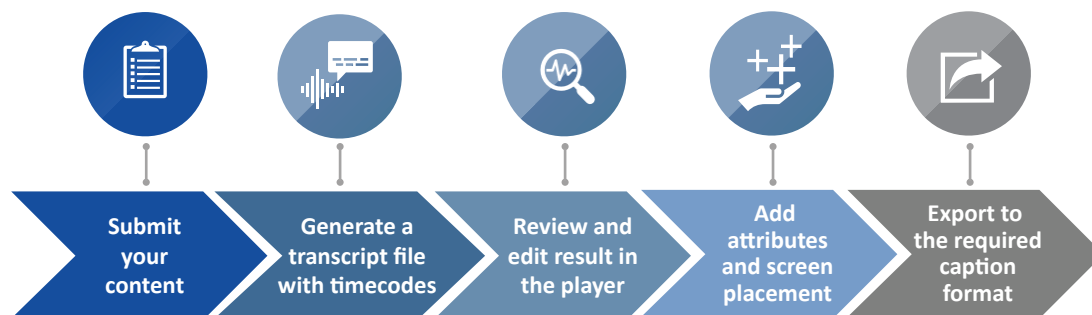 Submit
your
content
Generate a
transcript file
with timecodes
Review and
edit result in
the player
Add
attributes
and screen
placement
Export to
the required
caption
format